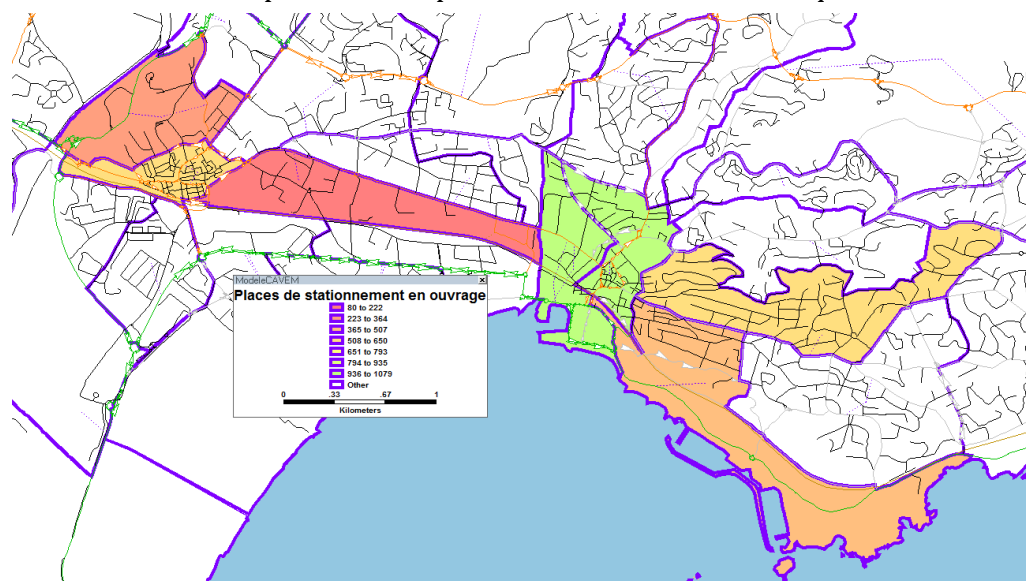 ModeleCAVEM
Places de stationnement en ouvrage
80 to 222
223 to 364
365 to 507
508 to 650
651 to 793
794 to 935
936 to 1079
Other
0 .33 .67 1
Kilometers